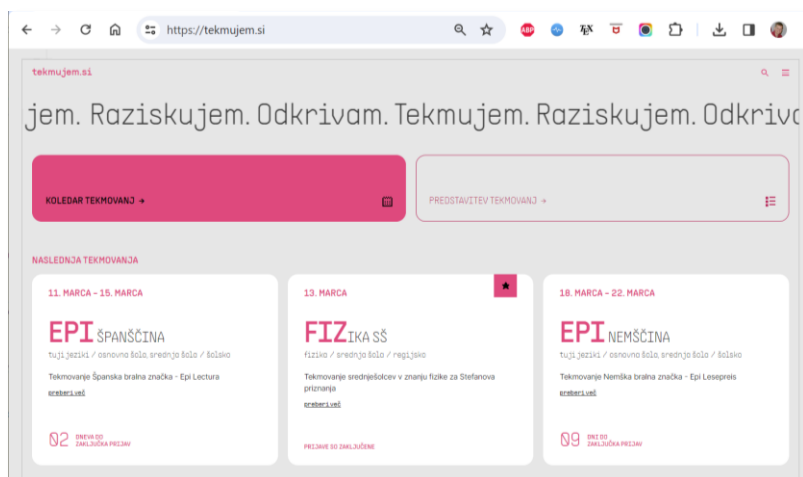 https://tekmujem.si
ABP
TEX
tekmujem.si
jem. Raziskujem. Odkrivam. Tekmujem. Raziskujem. Odkriva
KOLEDAR TEKMOVANJ →
PREDSTAVITEV TEKMOVANJ →
NASLEDNJA TEKMOVANJA
11. MARCA – 15. MARCA
EPI ŠPANŠČINA
tuji jeziki / osnovna šola, srednja šola / šolsko
Tekmovanje Španska bralna značka - Epi Lectura
preberi več
02 DNEVA DO
ZAKLJUČKA PRIJAV
13. MARCA
FIZIKA SŠ
fizika / srednja šola / regijsko
Tekmovanje srednješolcev v znanju fizike za Stefanova
priznanja
preberi več
PRIJAVE SO ZAKLJUČENE
18. MARCA – 22. MARCA
EPI NEMŠČINA
tuji jeziki / osnovna šola, srednja šola / šolsko
Tekmovanje Nemška bralna značka - Epi Lesepreis
preberi več
09 DNI DO
ZAKLJUČKA PRIJAV